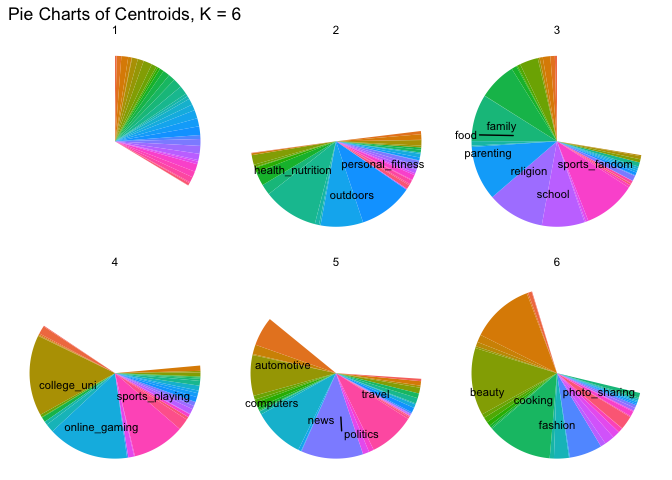 Pie Charts of Centroids, K = 6
1
2
3
health_nutrition
personal_fitness
outdoors
food
family
parenting
religion
sports_fandom
school
4
5
6
college_uni
sports_playing
online_gaming
automotive
computers
travel
news
politics
beauty
cooking
photo_sharing
fashion